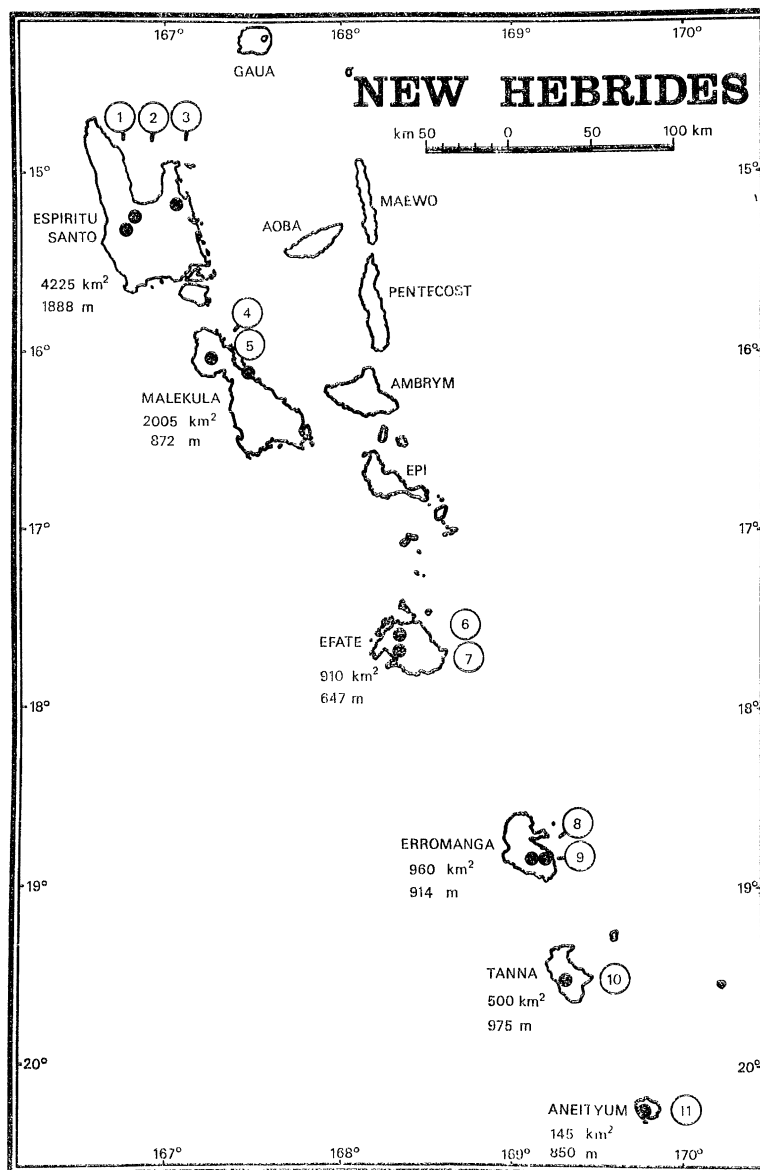 167°
168°
169°
170°
GAUA
NEW HEBRIDES
km 50 0 50 100 km
1 2 3
15°
15°
MAEWO
AOBA
ESPIRITU
SANTO
4225 km²
1888 m
PENTECOST
4
5
16°
16°
MALEKULA
2005 km²
872 m
AMBRYM
EPI
17°
17°
6
EFATE
7
910 km²
647 m
18°
18°
8
ERROMANGA
9
960 km²
914 m
19°
19°
TANNA
10
500 km²
975 m
20°
20°
ANEITYUM
11
145 km²
850 m
167°
168°
169°
170°